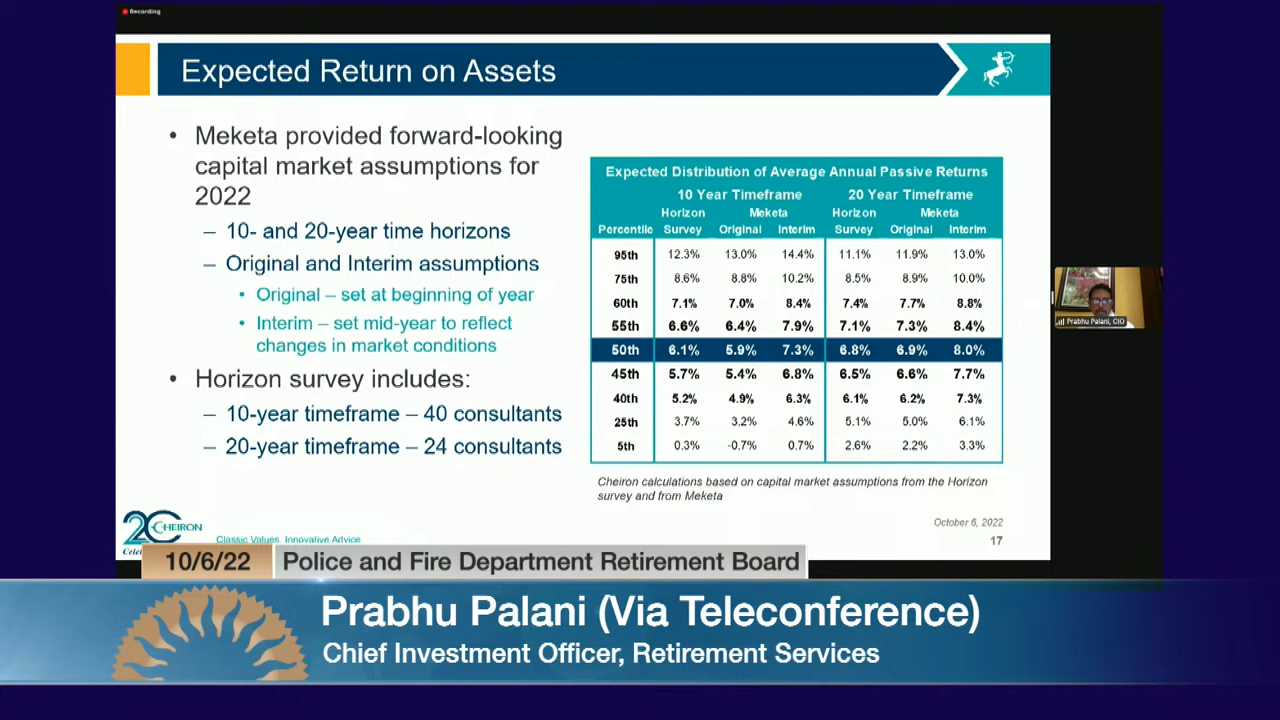 Recording
Expected Return on Assets
• Meketa provided forward-looking
capital market assumptions for
2022
– 10- and 20-year time horizons
– Original and Interim assumptions
• Original – set at beginning of year
• Interim – set mid-year to reflect
changes in market conditions
• Horizon survey includes:
– 10-year timeframe – 40 consultants
– 20-year timeframe – 24 consultants
Expected Distribution of Average Annual Passive Returns
10 Year Timeframe 20 Year Timeframe
Horizon Meketa Horizon Meketa
Percentile Survey Original Interim Survey Original Interim
95th 12.3% 13.0% 14.4% 11.1% 11.9% 13.0%
75th 8.6% 8.8% 10.2% 8.5% 8.9% 10.0%
60th 7.1% 7.0% 8.4% 7.4% 7.7% 8.8%
55th 6.6% 6.4% 7.9% 7.1% 7.3% 8.4%
50th 6.1% 5.9% 7.3% 6.8% 6.9% 8.0%
45th 5.7% 5.4% 6.8% 6.5% 6.6% 7.7%
40th 5.2% 4.9% 6.3% 6.1% 6.2% 7.3%
25th 3.7% 3.2% 4.6% 5.1% 5.0% 6.1%
5th 0.3% -0.7% 0.7% 2.6% 2.2% 3.3%
Cheiron calculations based on capital market assumptions from the Horizon
survey and from Meketa
Prabhu Palani, CIO
October 6, 2022
20 CHEIRON
Classic Values, Innovative Advice
17
10/6/22 Police and Fire Department Retirement Board
Prabhu Palani (Via Teleconference)
Chief Investment Officer, Retirement Services